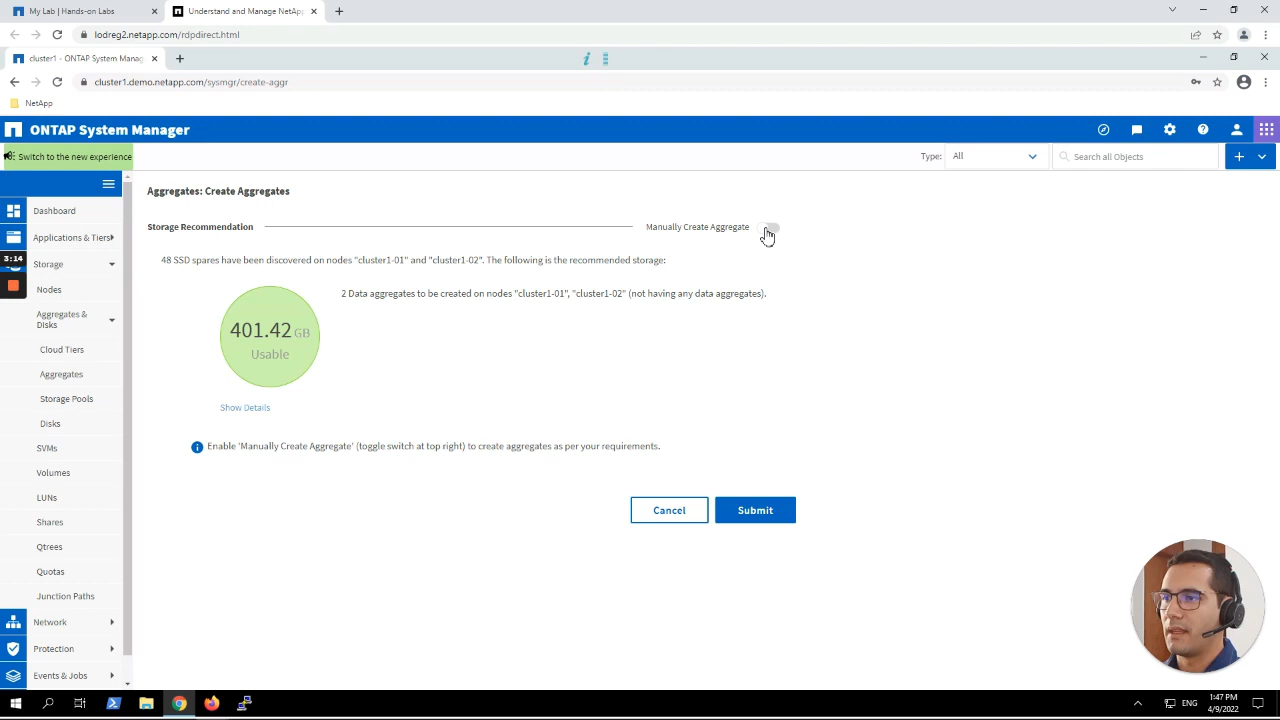 My Lab | Hands-on Labs
Understand and Manage NetApp
lodreg2.netapp.com/rdpdirect.html
cluster1 - ONTAP System Manag
cluster1.demo.netapp.com/sysmgr/create-aggr
NetApp
ONTAP System Manager
Switch to the new experience
Type: All
Search all Objects
Aggregates: Create Aggregates
Dashboard
Storage Recommendation
Manually Create Aggregate
Applications & Tiers
3:14
Storage
48 SSD spares have been discovered on nodes "cluster1-01" and "cluster1-02". The following is the recommended storage:
Nodes
2 Data aggregates to be created on nodes "cluster1-01", "cluster1-02" (not having any data aggregates).
Aggregates &
Disks
401.42 GB
Usable
Cloud Tiers
Aggregates
Storage Pools
Show Details
Disks
SVMs
Enable 'Manually Create Aggregate' (toggle switch at top right) to create aggregates as per your requirements.
Volumes
LUNs
Cancel
Submit
Shares
Qtrees
Quotas
Junction Paths
Network
Protection
Events & Jobs
ENG
1:47 PM
4/9/2022